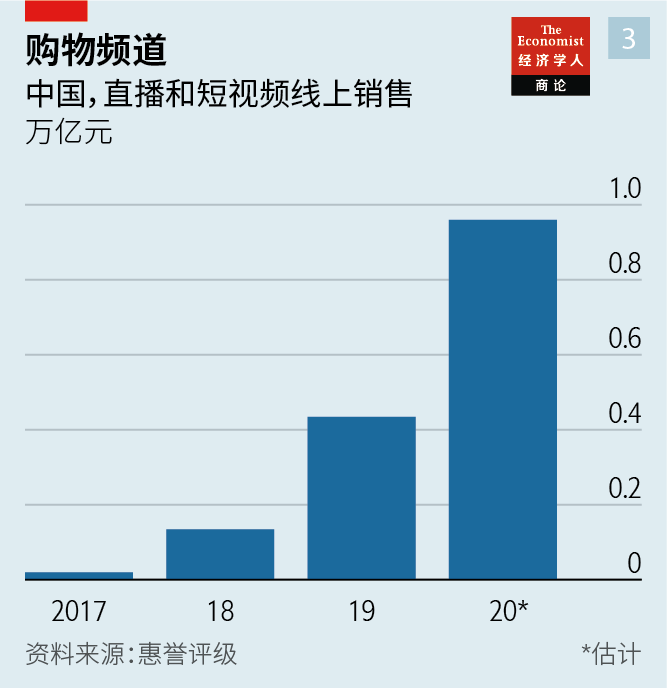 购物频道
中国，直播和短视频线上销售
万亿元
The
Economist
经济学人
商论
3
1.0
0.8
0.6
0.4
0.2
0
2017
18
19
20*
资料来源：惠誉评级
*估计